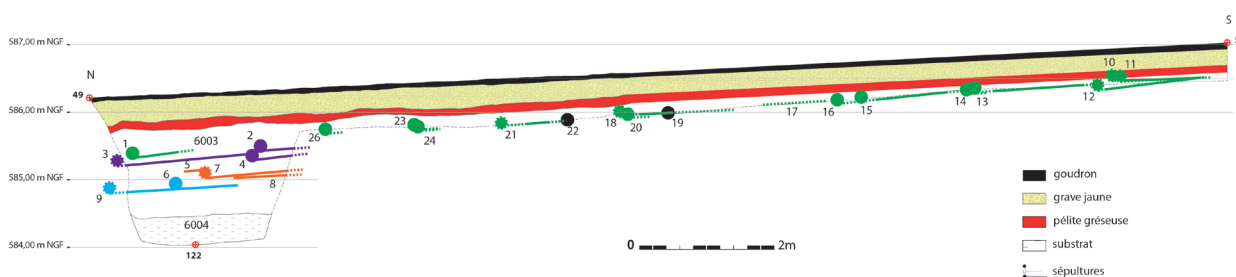 S
587,00 m NGF
5
N
49
10 11
586,00 m NGF
12
14 13
16 15
17
18 20 19
21 22
23 24
26
6003
1
2
3
4
5 7
6
8
9
585,00 m NGF
6004
584,00 m NGF
122
0 2m
goudron
grave jaune
pélite gréseuse
substrat
sépultures